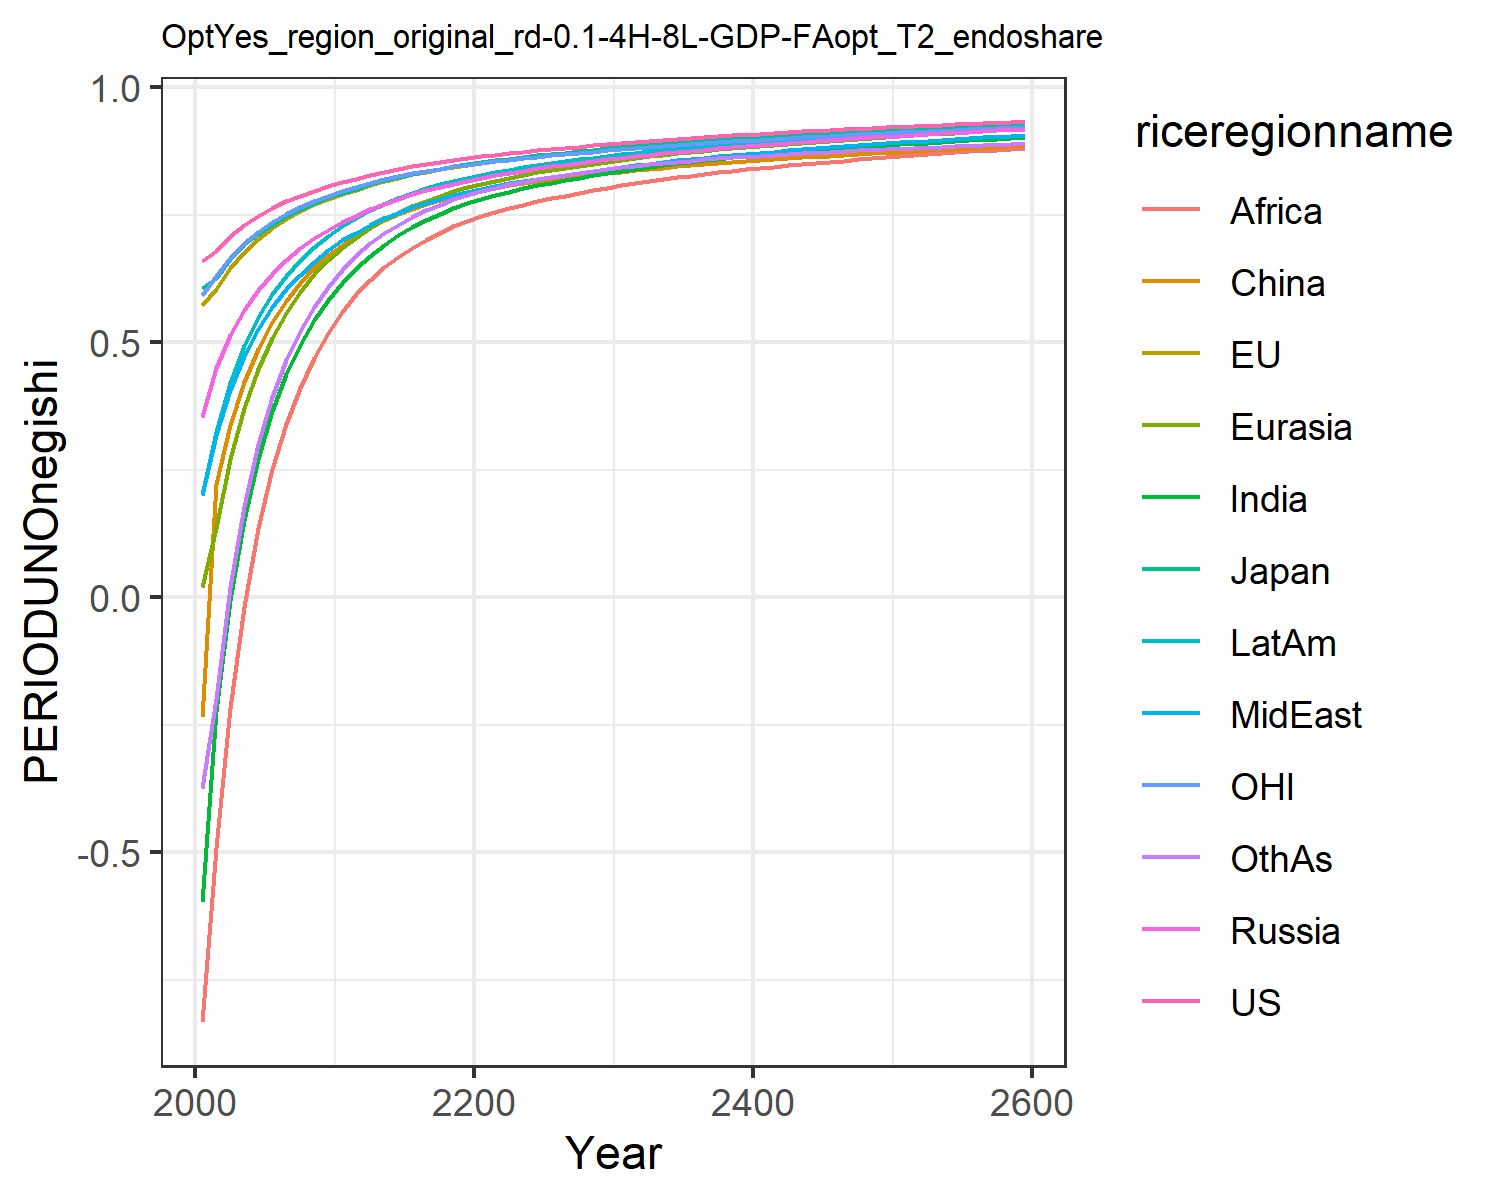 OptYes_region_original_rd-0.1-4H-8L-GDP-FAopt_T2_endoshare
PERIODUNOnegishi
1.0
0.5
0.0
-0.5
2000
2200
2400
2600
Year
riceregionname
Africa
China
EU
Eurasia
India
Japan
LatAm
MidEast
OHI
OthAs
Russia
US